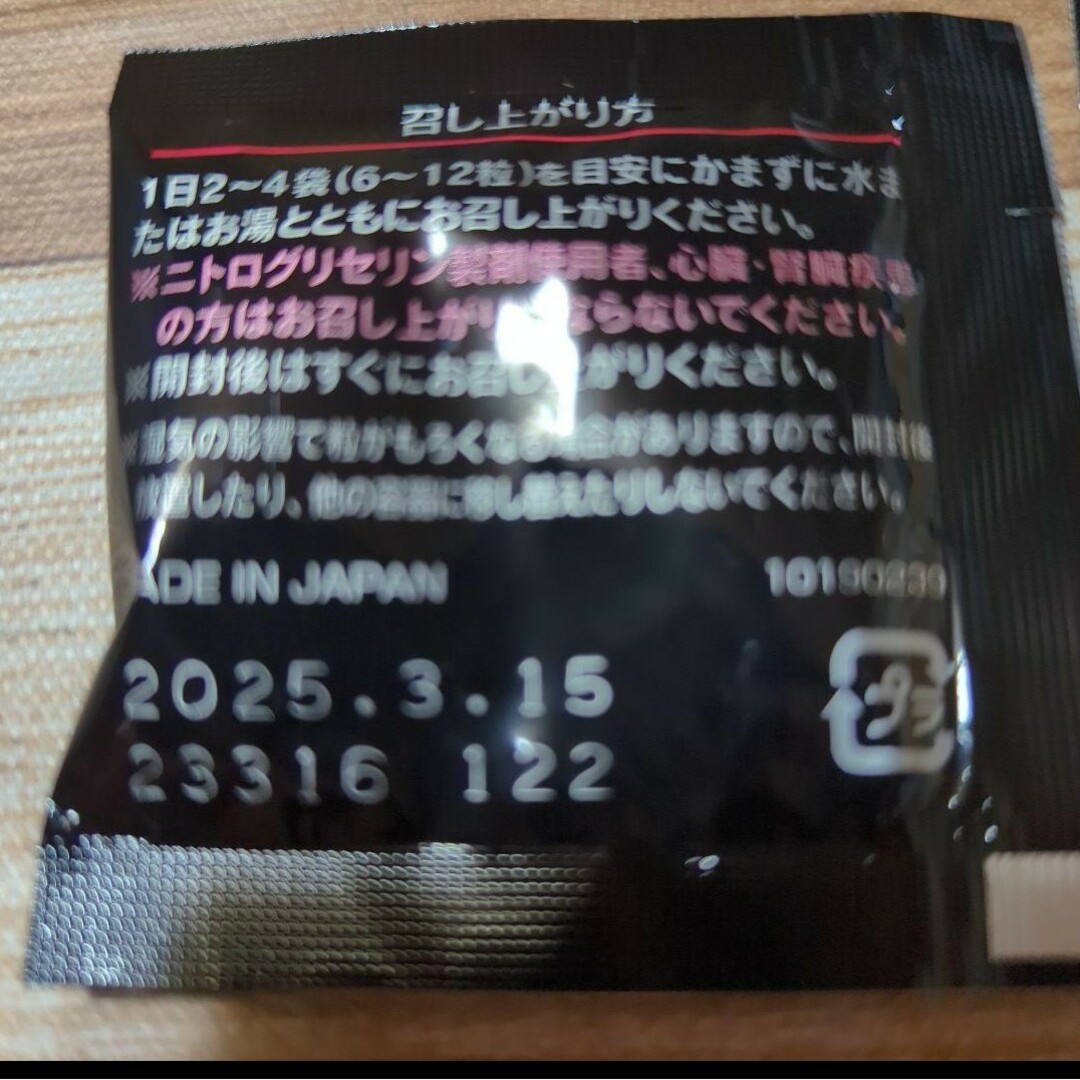 召し上がり方
1日2～4袋(6～12粒)を目安にかまずに水ま
たはお湯とともにお召し上がりください。
※ニトログリセリン製剤使用者、心臓・腎臓疾患
の方はお召し上がりにならないでください。
※開封後はすぐにお召し上がりください。
※湿気の影響で粒がもろくなる場合がありますので、開封後
放置したり、他の容器に移し替えたりしないでください。
ADE IN JAPAN
2025.3.15
23316 122
プラ